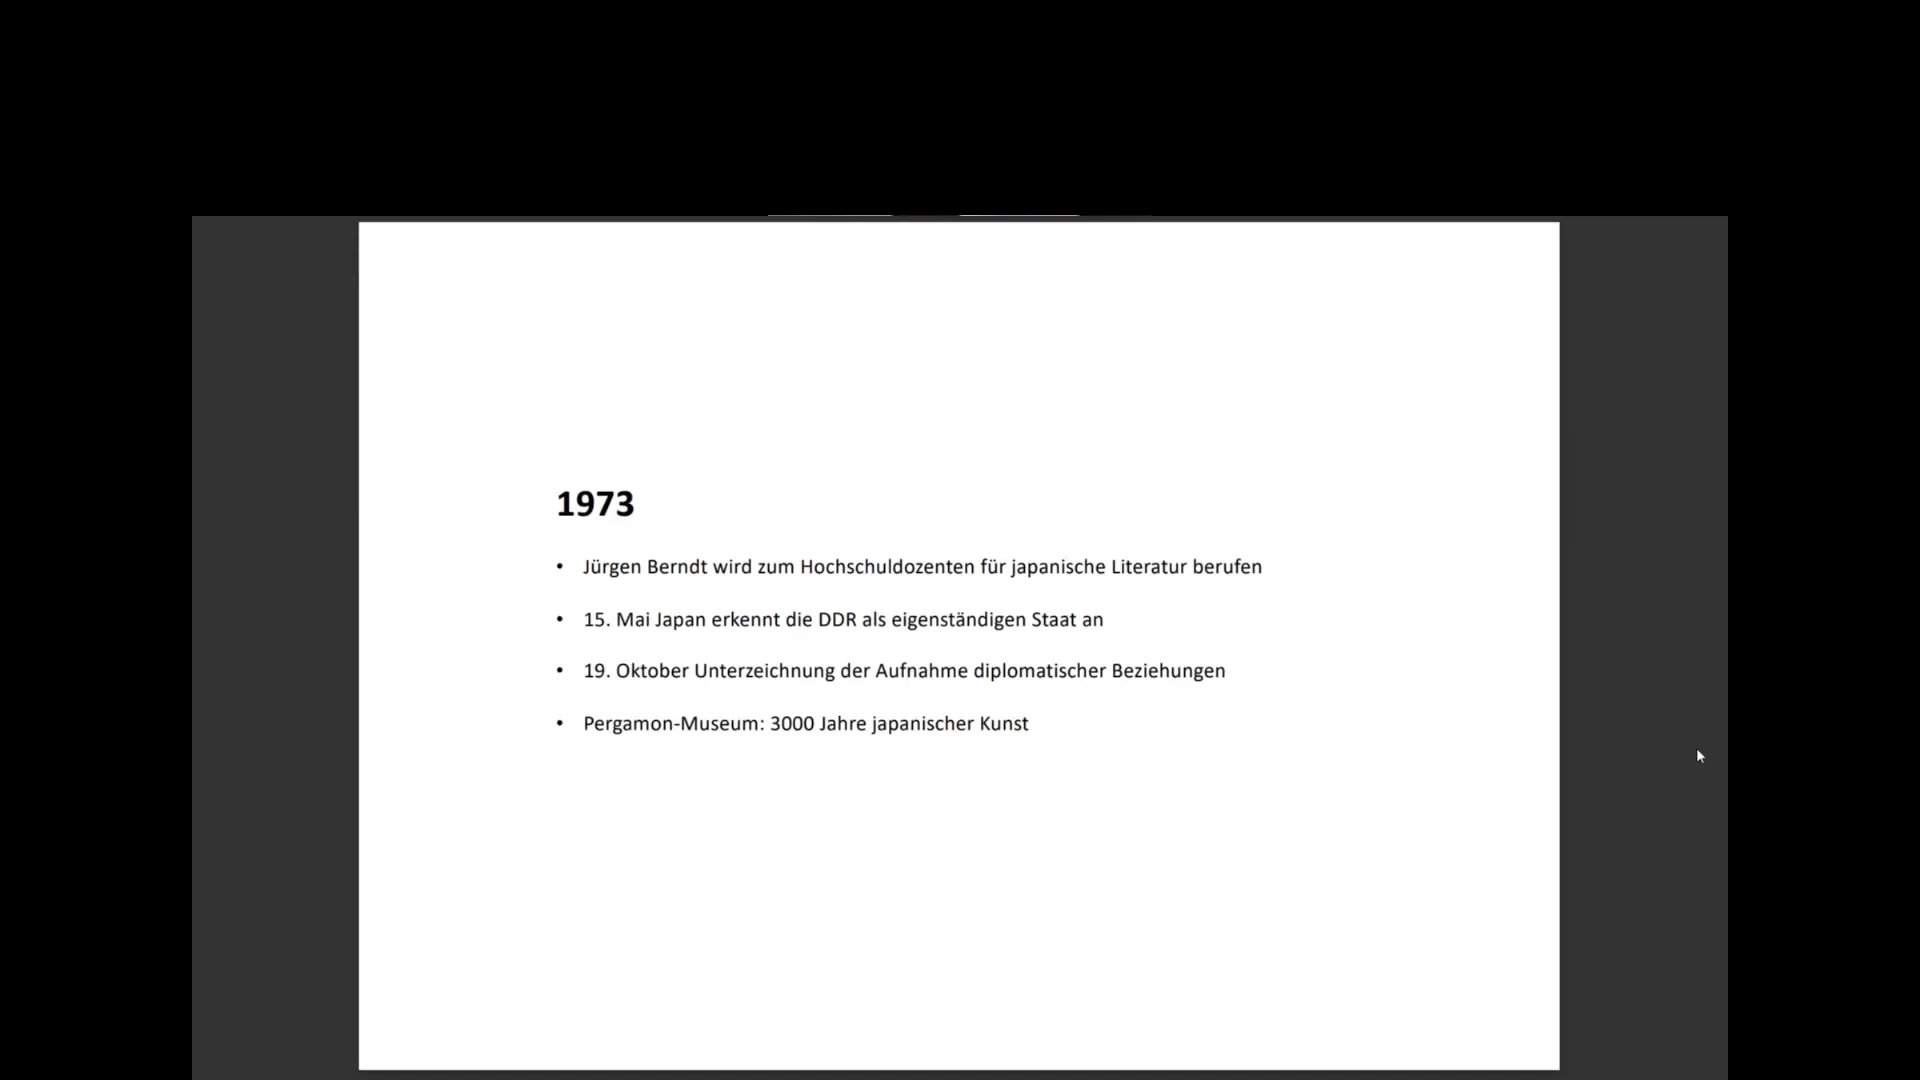 1973
• Jürgen Berndt wird zum Hochschuldozenten für japanische Literatur berufen
• 15. Mai Japan erkennt die DDR als eigenständigen Staat an
• 19. Oktober Unterzeichnung der Aufnahme diplomatischer Beziehungen
• Pergamon-Museum: 3000 Jahre japanischer Kunst